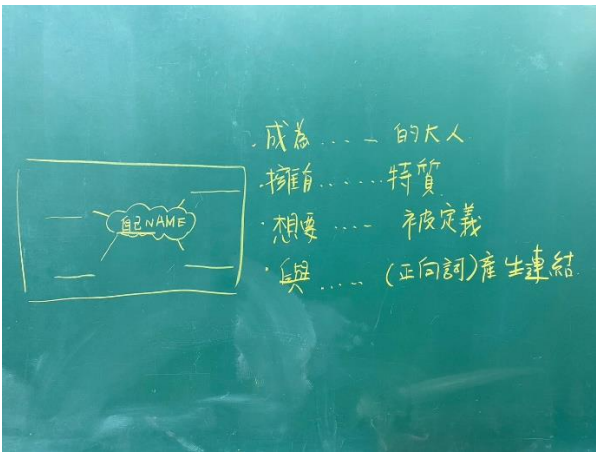 ・成為..... 的大人
・擁有......特質
・想要..... 被定義
・與..... (正向詞)產生連結
自己NAME